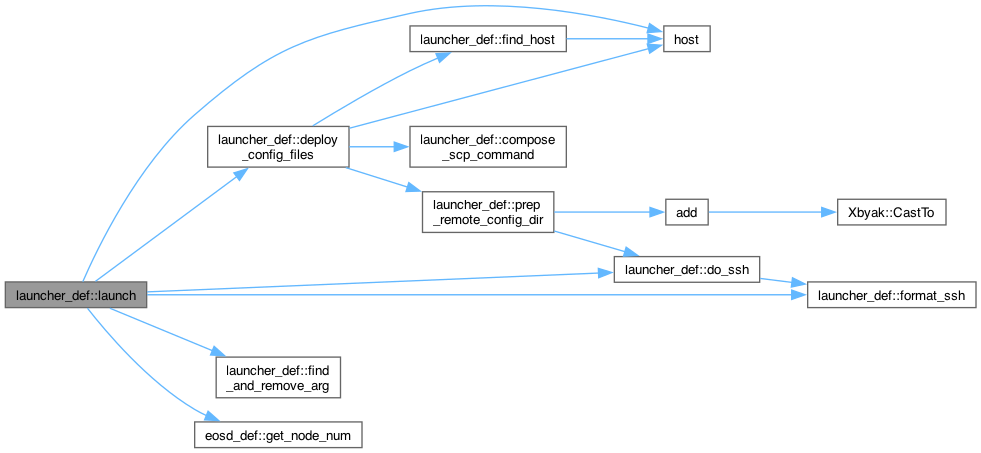 launcher_def::find_host
host
launcher_def::deploy
_config_files
launcher_def::compose
_scp_command
launcher_def::prep
_remote_config_dir
add
Xbyak::CastTo
launcher_def::do_ssh
launcher_def::launch
launcher_def::format_ssh
launcher_def::find
_and_remove_arg
eosd_def::get_node_num